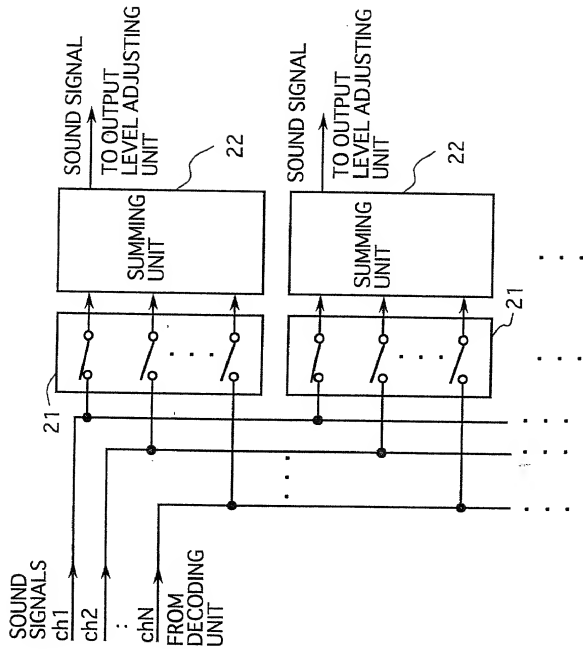 SOUND
SIGNALS
ch1
ch2
:
chN
FROM
DECODING
UNIT
21
SUMMING
UNIT
22
SOUND SIGNAL
TO OUTPUT
LEVEL ADJUSTING
UNIT
21
SUMMING
UNIT
22
SOUND SIGNAL
TO OUTPUT
LEVEL ADJUSTING
UNIT